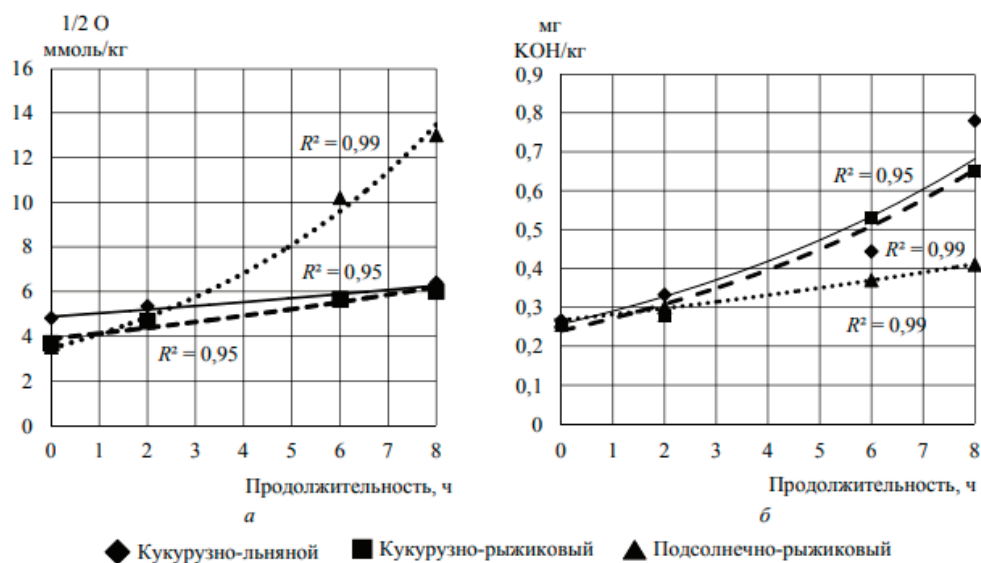 1/2 О
ммоль/кг
16
14
12
10
8
6
4
2
0
R² = 0,99
R² = 0,95
R² = 0,95
0 1 2 3 4 5 6 7 8
Продолжительность, ч
а
мг
КОН/кг
0,9
0,8
0,7
0,6
0,5
0,4
0,3
0,2
0,1
0
R² = 0,95
R² = 0,99
R² = 0,99
0 1 2 3 4 5 6 7 8
Продолжительность, ч
б
Кукурузно-льняной Кукурузно-рыжиковый Подсолнечно-рыжиковый